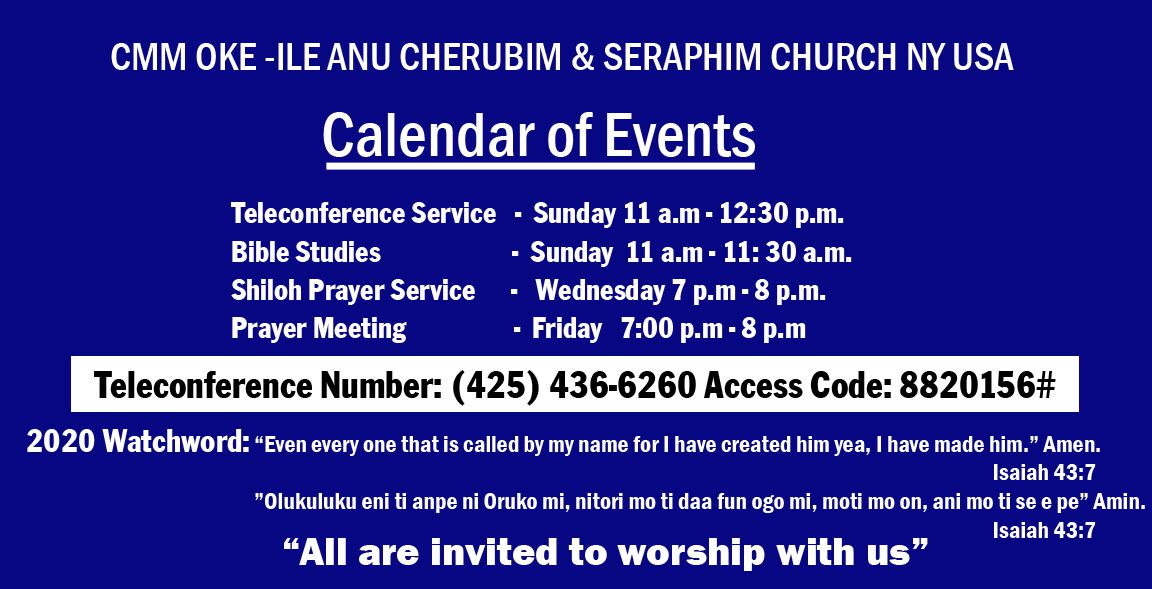 CMM OKE -ILE ANU CHERUBIM & SERAPHIM CHURCH NY USA
Calendar of Events
Teleconference Service - Sunday 11 a.m - 12:30 p.m.
Bible Studies - Sunday 11 a.m - 11: 30 a.m.
Shiloh Prayer Service - Wednesday 7 p.m - 8 p.m.
Prayer Meeting - Friday 7:00 p.m - 8 p.m
Teleconference Number: (425) 436-6260 Access Code: 8820156#
2020 Watchword: “Even every one that is called by my name for I have created him yea, I have made him.” Amen.
Isaiah 43:7
”Olukuluku eni ti anpe ni Oruko mi, nitori mo ti daa fun ogo mi, moti mo on, ani mo ti se e pe” Amin.
Isaiah 43:7
“All are invited to worship with us”